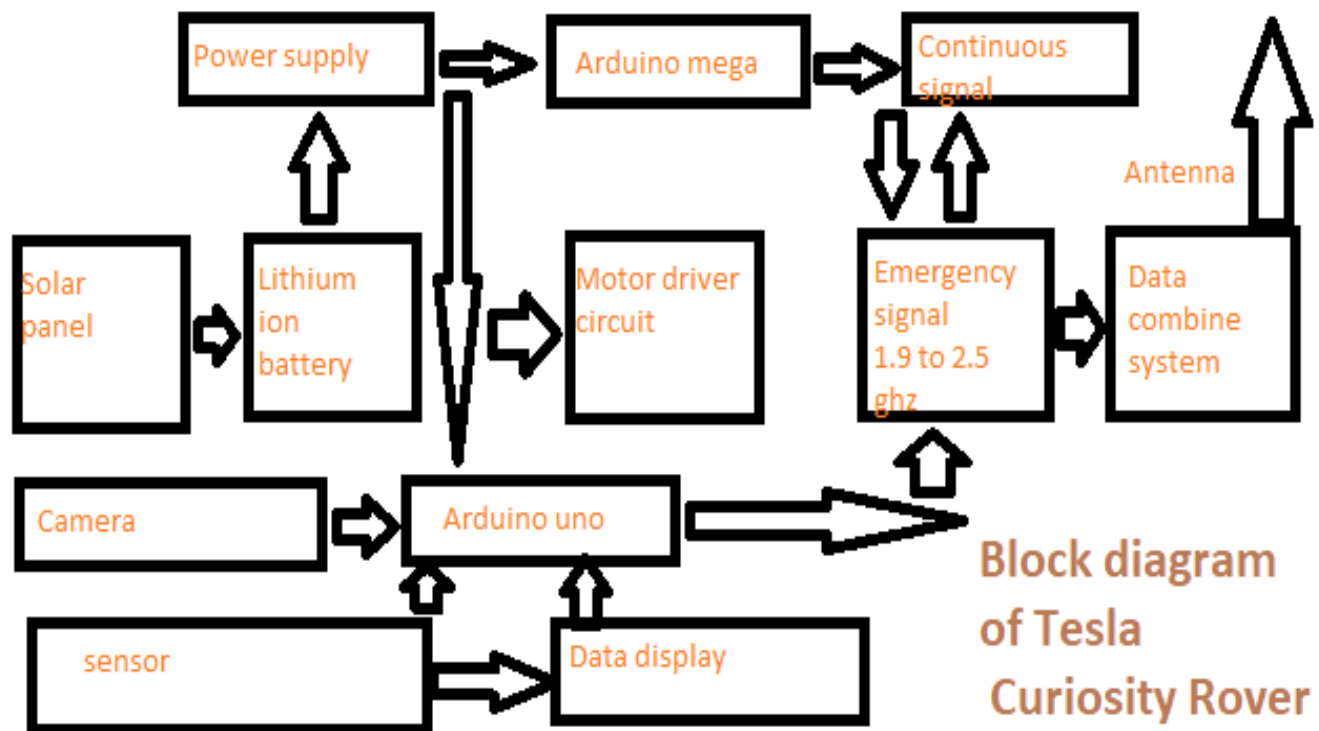 Power supply
Arduino mega
Continuous
signal
Antenna
Solar
panel
Lithium
ion
battery
Motor driver
circuit
Emergency
signal
1.9 to 2.5
ghz
Data
combine
system
Camera
Arduino uno
sensor
Data display
Block diagram
of Tesla
Curiosity Rover